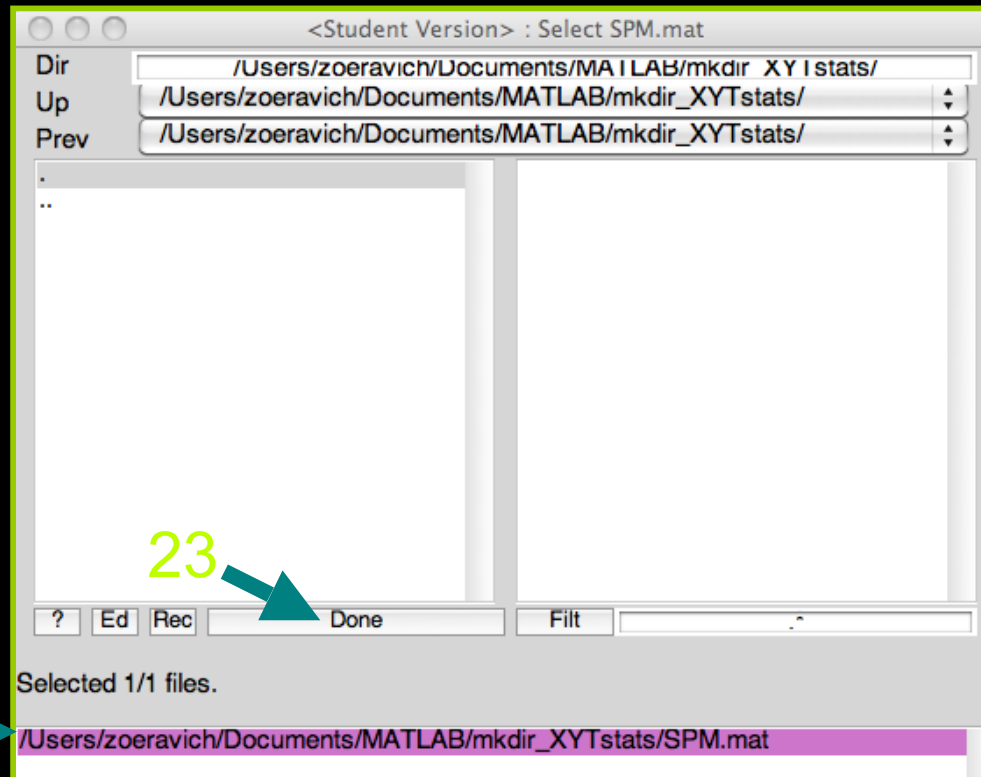 <Student Version> : Select SPM.mat
Dir /Users/zoeravich/Documents/MATLAB/mkdir_XYTstats/
Up /Users/zoeravich/Documents/MATLAB/mkdir_XYTstats/
Prev /Users/zoeravich/Documents/MATLAB/mkdir_XYTstats/
.
..
23
? Ed Rec Done Filt
Selected 1/1 files.
/Users/zoeravich/Documents/MATLAB/mkdir_XYTstats/SPM.mat